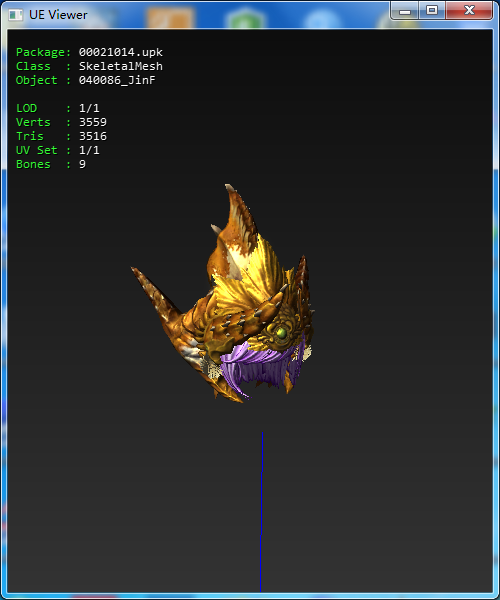 UE Viewer
Package: 00021014.upk
Class : SkeletalMesh
Object : 040086_JinF
LOD : 1/1
Verts : 3559
Tris : 3516
UV Set : 1/1
Bones : 9